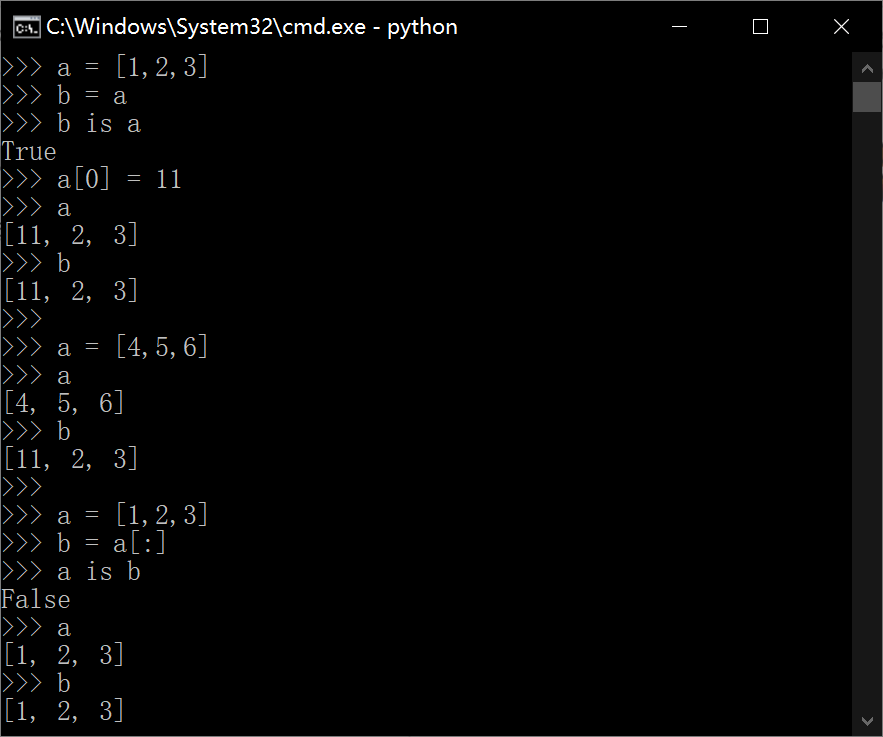 C:\Windows\System32\cmd.exe - python
>>> a = [1,2,3]
>>> b = a
>>> b is a
True
>>> a[0] = 11
>>> a
[11, 2, 3]
>>> b
[11, 2, 3]
>>>
>>> a = [4,5,6]
>>> a
[4, 5, 6]
>>> b
[11, 2, 3]
>>>
>>> a = [1,2,3]
>>> b = a[:]
>>> a is b
False
>>> a
[1, 2, 3]
>>> b
[1, 2, 3]